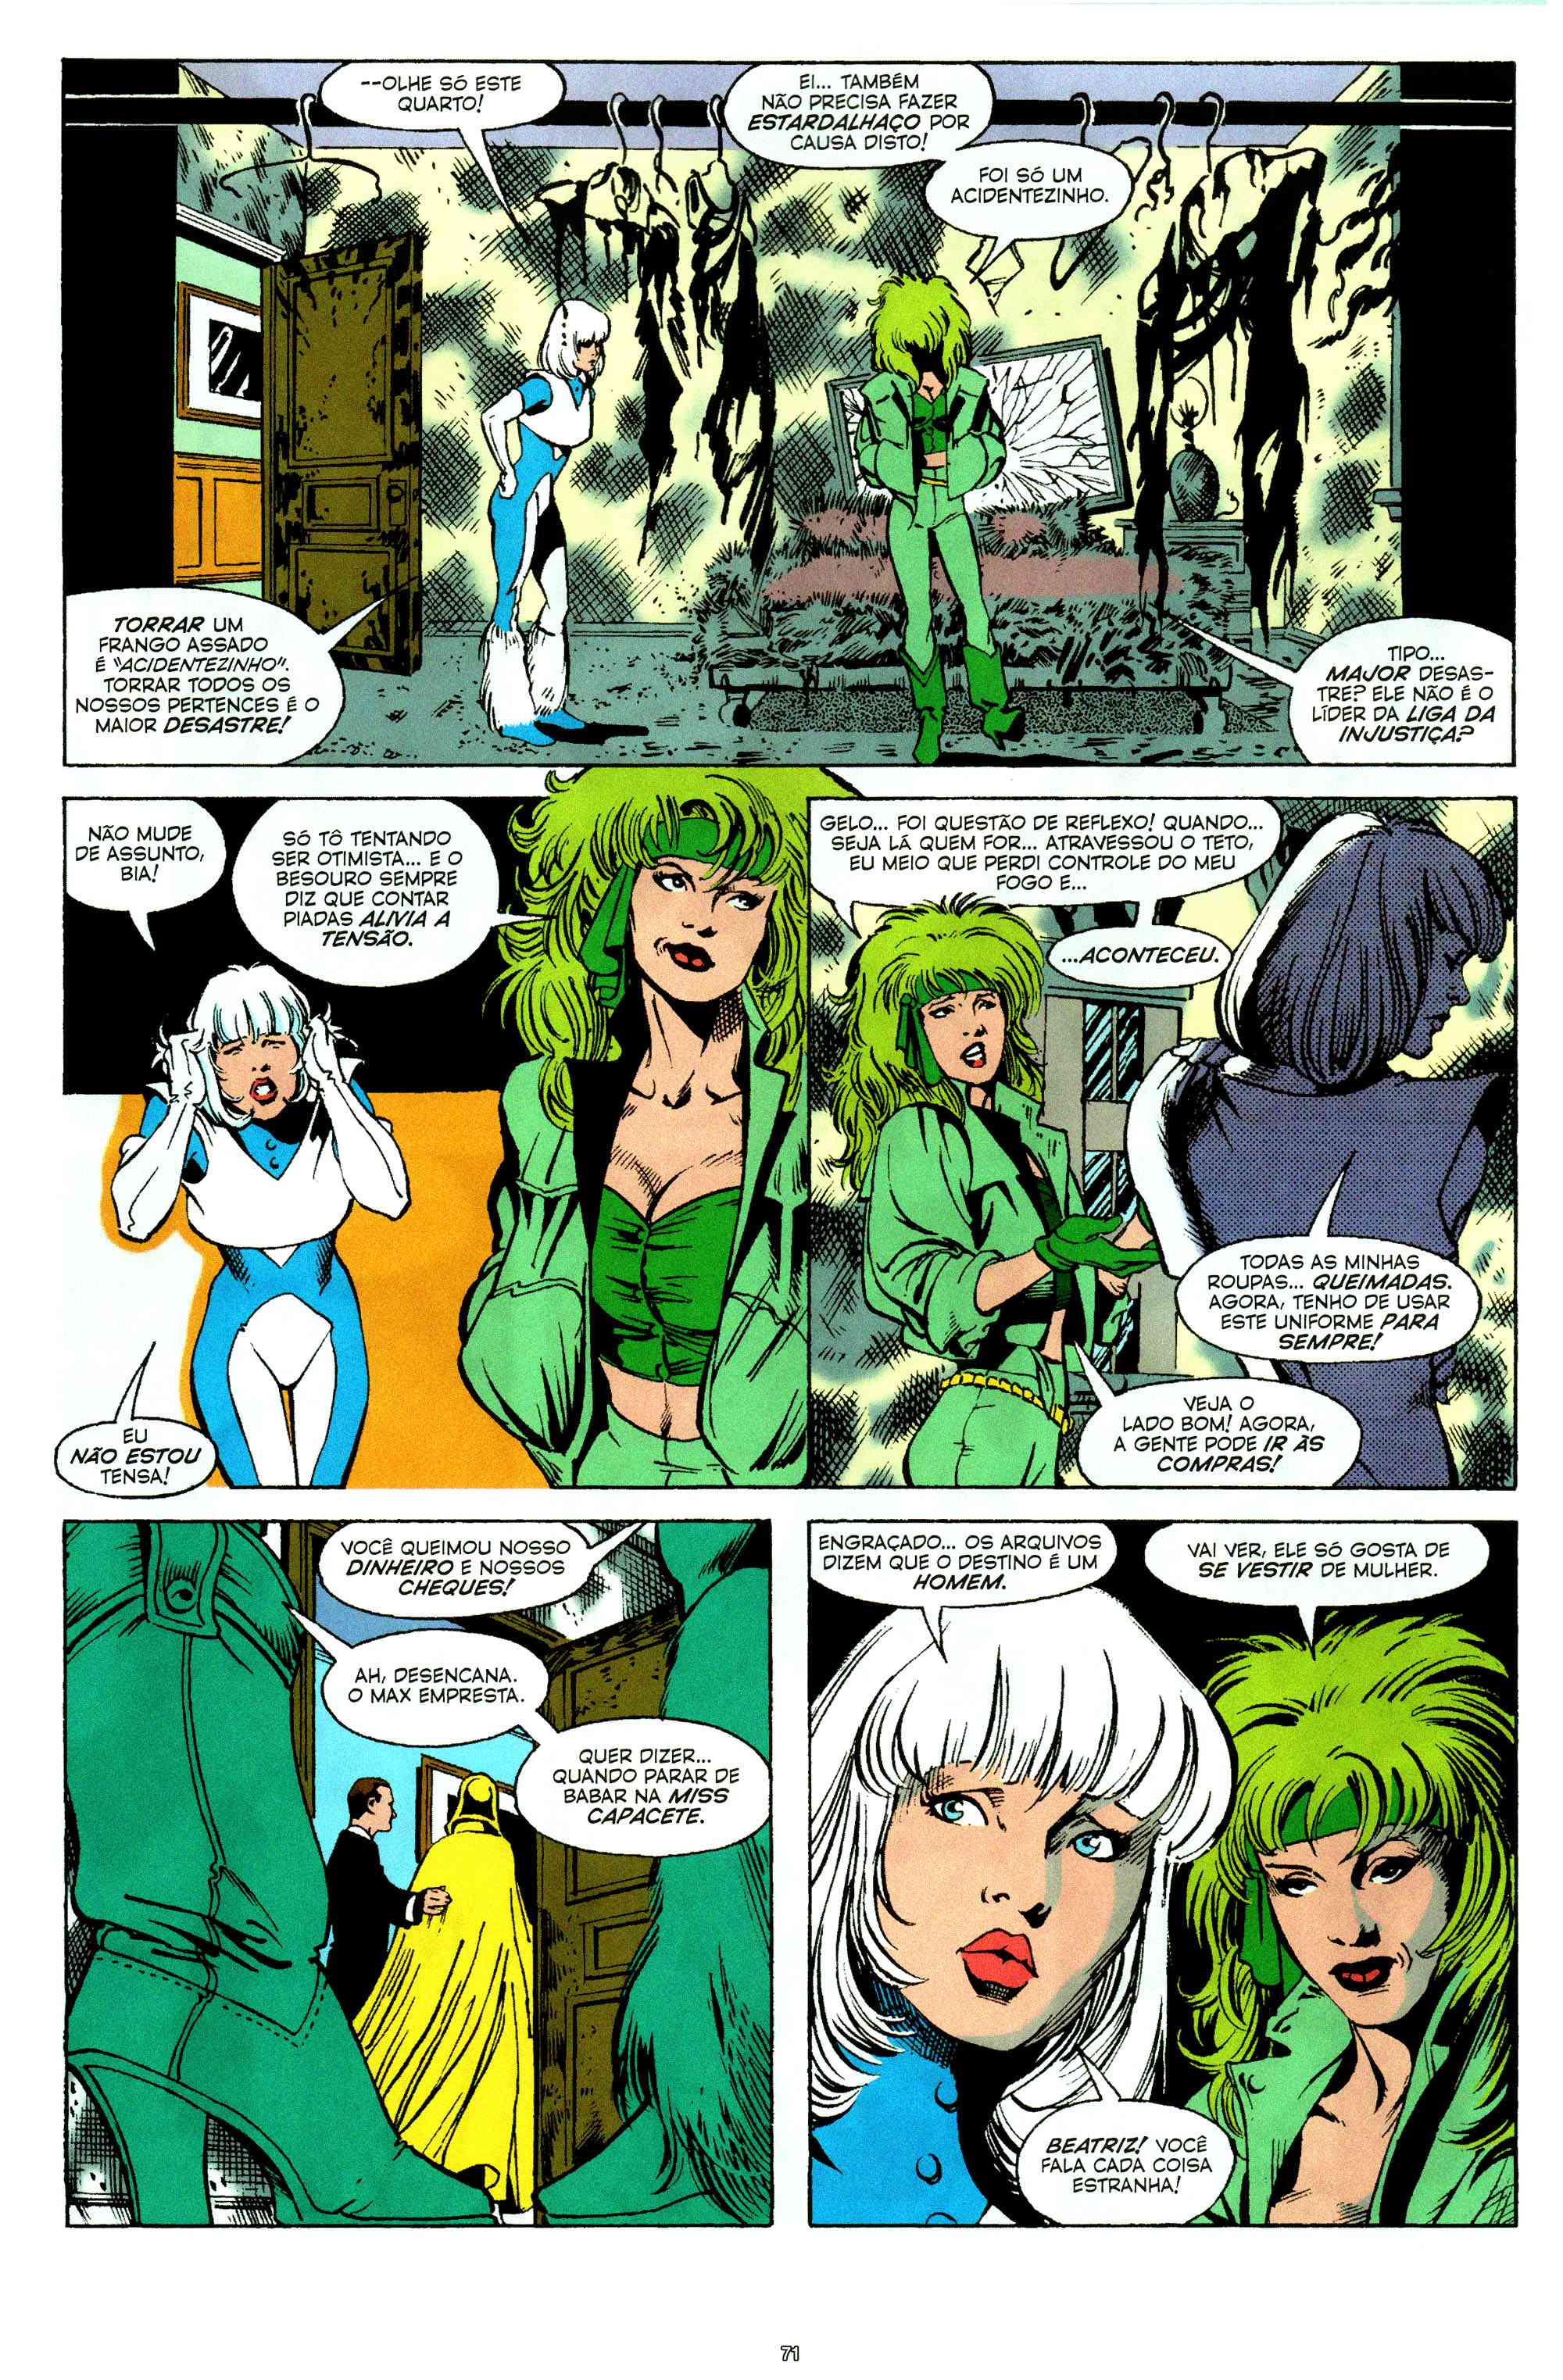 --OLHE SÓ ESTE
QUARTO!
EI... TAMBÉM
NÃO PRECISA FAZER
ESTARDALHAÇO POR
CAUSA DISTO!
FOI SÓ UM
ACIDENTEZINHO.
TORRAR UM
FRANGO ASSADO
É "ACIDENTEZINHO".
TORRAR TODOS OS
NOSSOS PERTENCES É O
MAIOR DESASTRE!
TIPO...
MAJOR DESAS-
TRE? ELE NÃO É O
LÍDER DA LIGA DA
INJUSTIÇA?
NÃO MUDE
DE ASSUNTO,
BIA!
SÓ TÔ TENTANDO
SER OTIMISTA... E O
BESOURO SEMPRE
DIZ QUE CONTAR
PIADAS ALIVIA A
TENSÃO.
EU
NÃO ESTOU
TENSA!
GELO... FOI QUESTÃO DE REFLEXO! QUANDO...
SEJA LÁ QUEM FOR... ATRAVESSOU O TETO,
EU MEIO QUE PERDI CONTROLE DO MEU
FOGO E...
...ACONTECEU.
TODAS AS MINHAS
ROUPAS... QUEIMADAS.
AGORA, TENHO DE USAR
ESTE UNIFORME PARA
SEMPRE!
VEJA O
LADO BOM! AGORA,
A GENTE PODE IR ÀS
COMPRAS!
VOCÊ QUEIMOU NOSSO
DINHEIRO E NOSSOS
CHEQUES!
AH, DESENCANA.
O MAX EMPRESTA.
QUER DIZER...
QUANDO PARAR DE
BABAR NA MISS
CAPACETE.
ENGRAÇADO... OS ARQUIVOS
DIZEM QUE O DESTINO É UM
HOMEM.
VAI VER, ELE SÓ GOSTA DE
SE VESTIR DE MULHER.
BEATRIZ! VOCÊ
FALA CADA COISA
ESTRANHA!
71